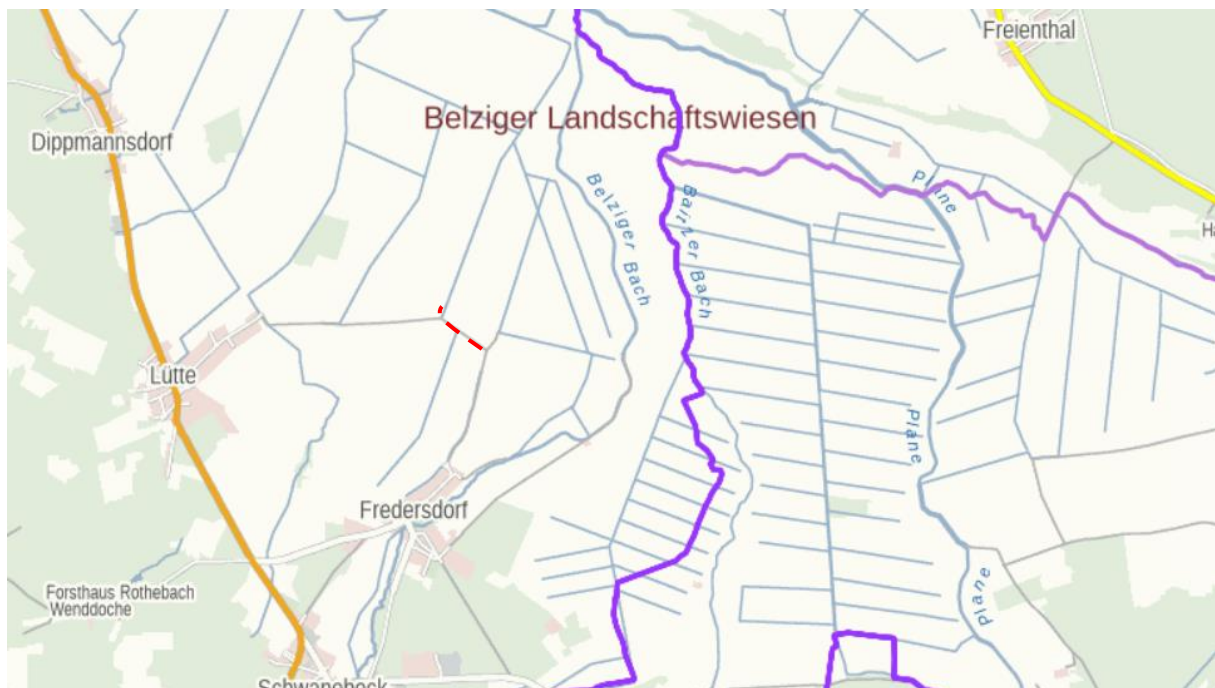 Freienthal
Belziger Landschaftswiesen
Dippmannsdorf
Plane
Belziger Bach
Baitzer Bach
Lütte
Plane
Fredersdorf
Forsthaus Rothebach
Wenddoche
Plane